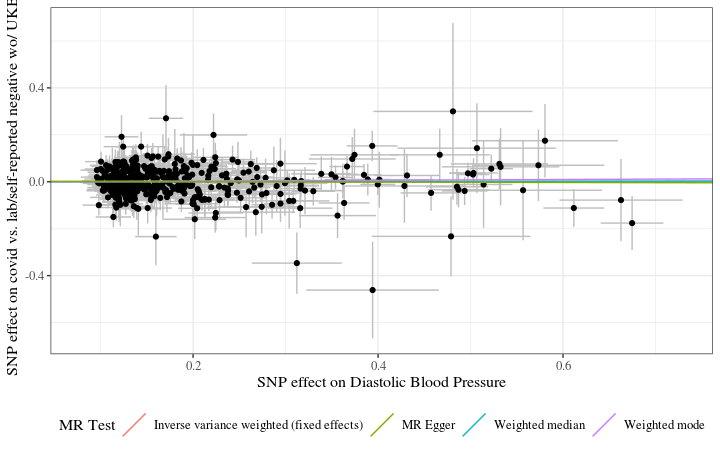 SNP effect on covid vs. lab/self-reported negative wo/ UKE
0.4
0.0
-0.4
0.2
0.4
0.6
SNP effect on Diastolic Blood Pressure
MR Test Inverse variance weighted (fixed effects) MR Egger Weighted median Weighted mode